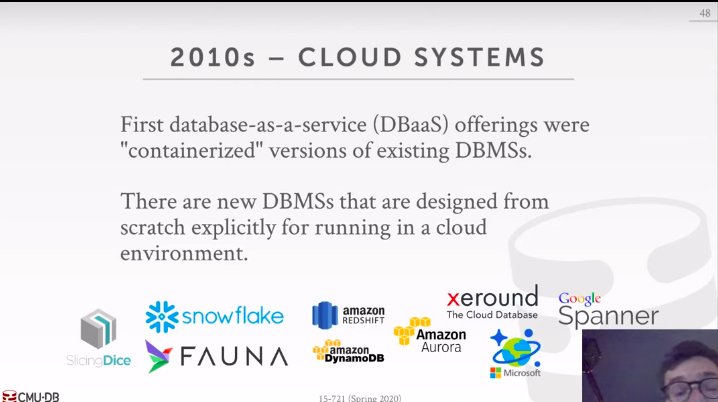 48
2010s – CLOUD SYSTEMS
First database-as-a-service (DBaaS) offerings were
"containerized" versions of existing DBMSs.
There are new DBMSs that are designed from
scratch explicitly for running in a cloud
environment.
SlicingDice
snowflake
FAUNA
amazon
REDSHIFT
amazon
DynamoDB
Amazon
Aurora
xeround
The Cloud Database
Microsoft
Google
Spanner
CMU·DB
15-721 (Spring 2020)